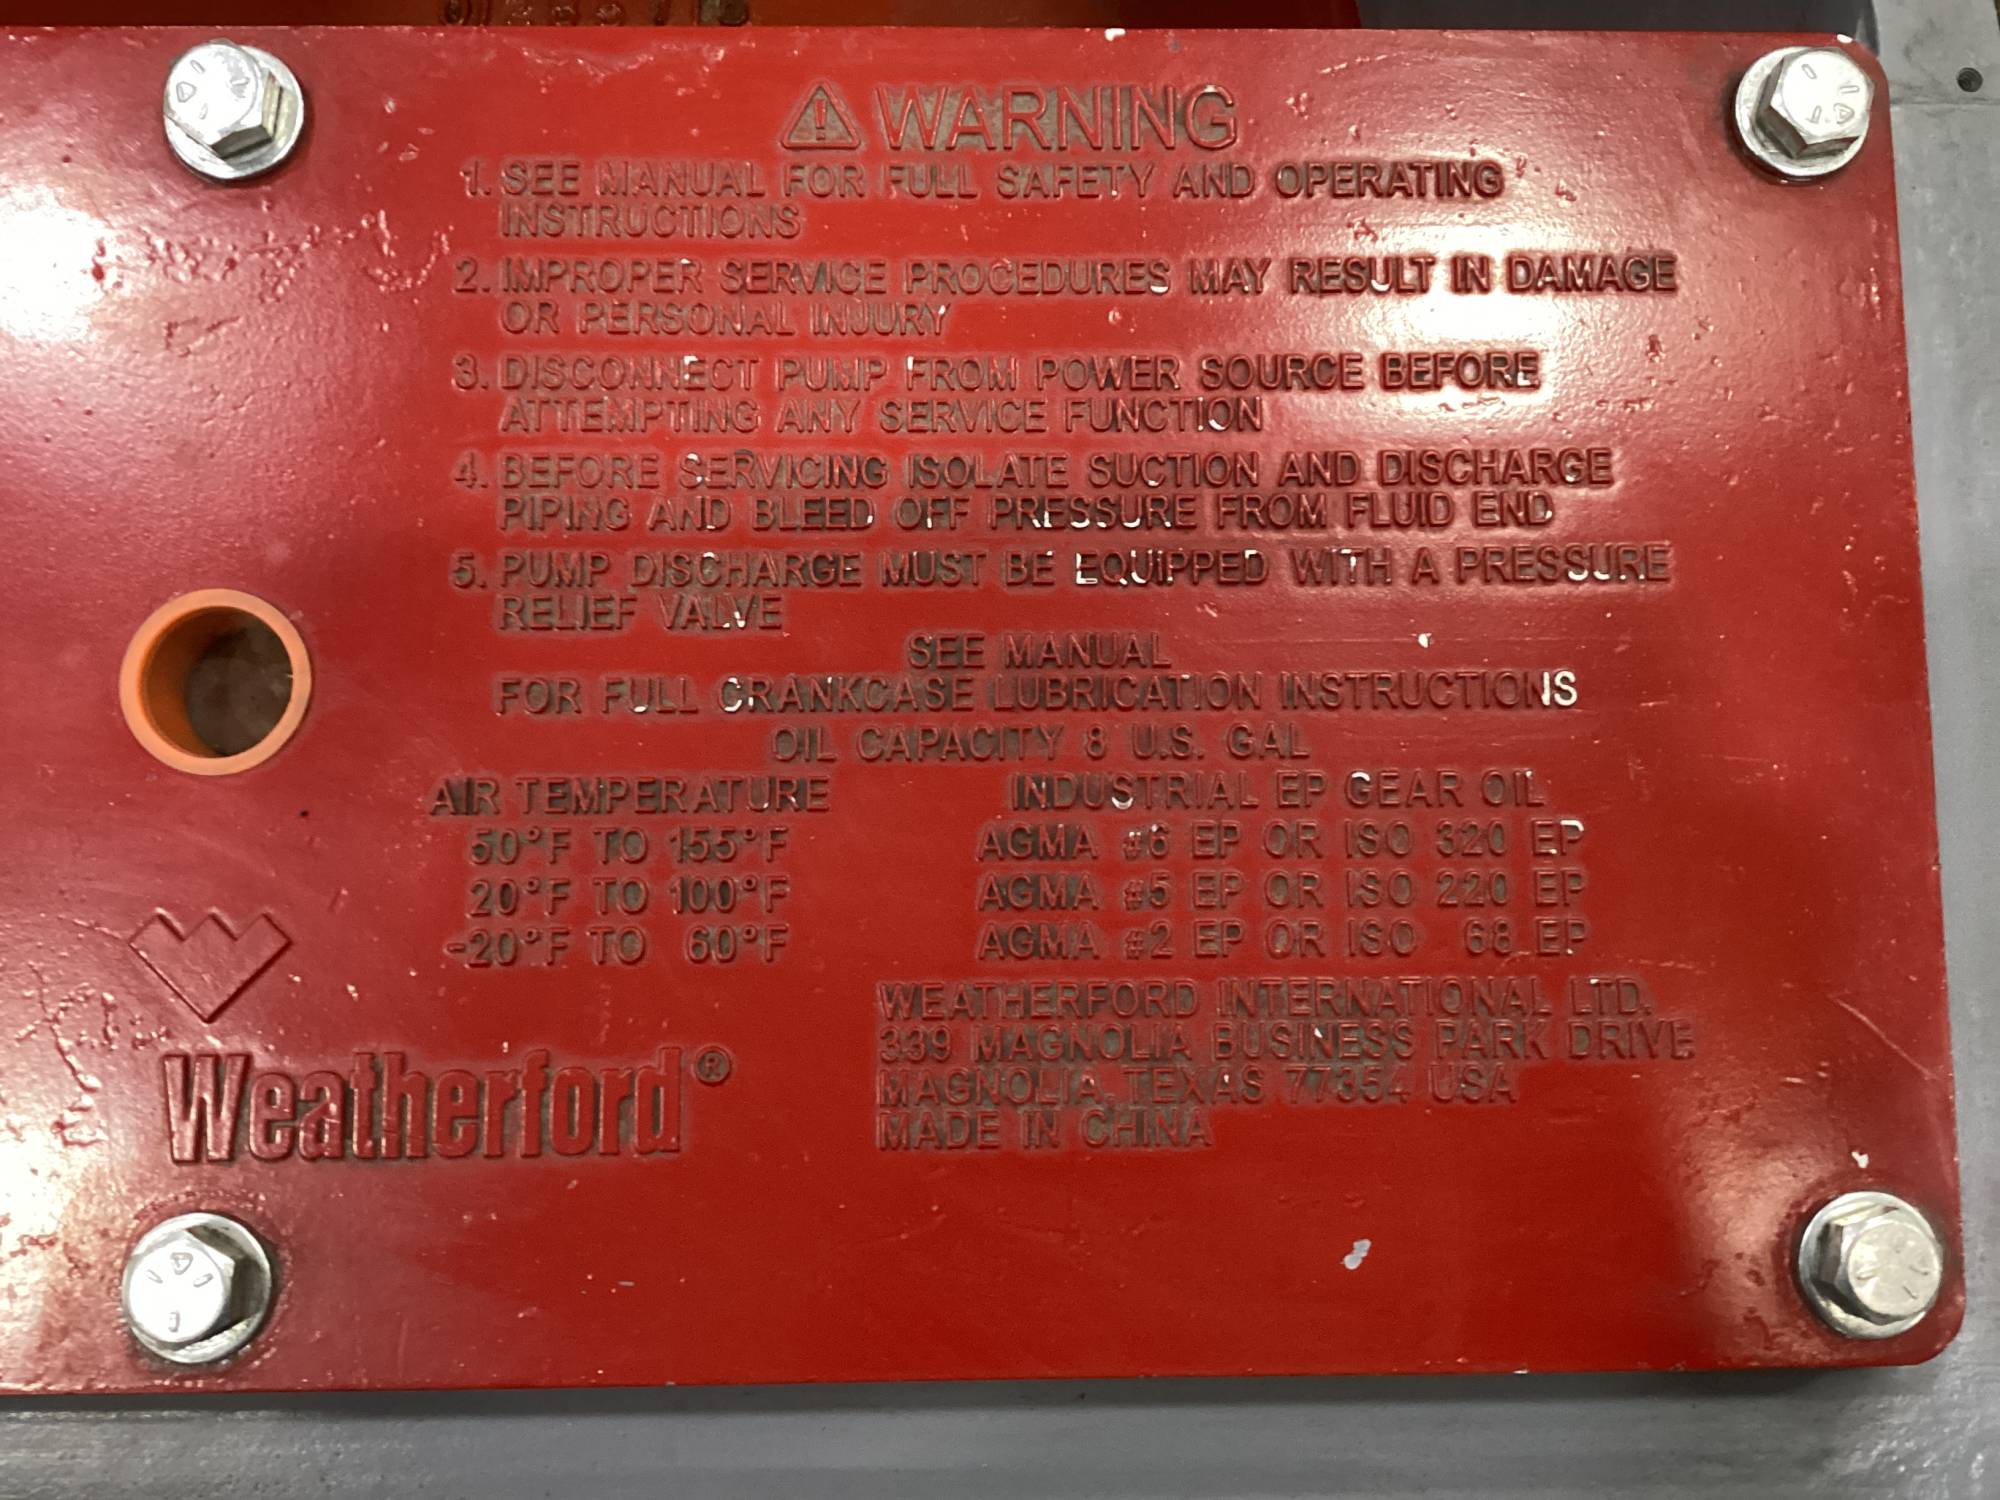 WARNING
1. SEE MANUAL FOR FULL SAFETY AND OPERATING
INSTRUCTIONS
2. IMPROPER SERVICE PROCEDURES MAY RESULT IN DAMAGE
OR PERSONAL INJURY
3. DISCONNECT PUMP FROM POWER SOURCE BEFORE
ATTEMPTING ANY SERVICE FUNCTION
4. BEFORE SERVICING ISOLATE SUCTION AND DISCHARGE
PIPING AND BLEED OFF PRESSURE FROM FLUID END
5. PUMP DISCHARGE MUST BE EQUIPPED WITH A PRESSURE
RELIEF VALVE
SEE MANUAL
FOR FULL CRANKCASE LUBRICATION INSTRUCTIONS
OIL CAPACITY 8 U.S. GAL
AIR TEMPERATURE INDUSTRIAL EP GEAR OIL
50°F TO 155°F AGMA #6 EP OR ISO 320 EP
20°F TO 100°F AGMA #5 EP OR ISO 220 EP
-20°F TO 60°F AGMA #2 EP OR ISO 68 EP
Weatherford®
WEATHERFORD INTERNATIONAL LTD.
339 MAGNOLIA BUSINESS PARK DRIVE
MAGNOLIA, TEXAS 77354 USA
MADE IN CHINA